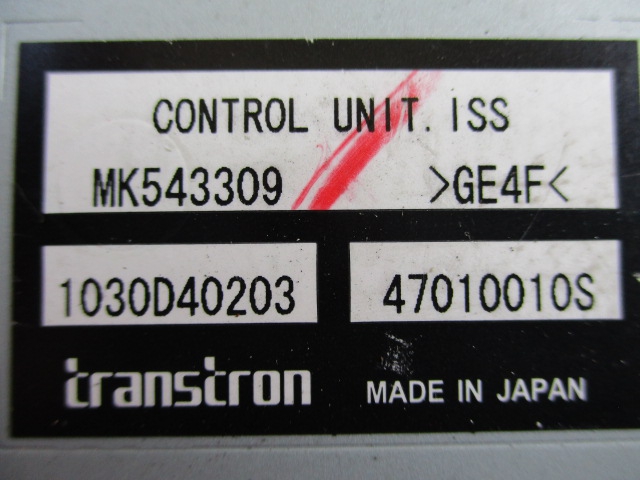 CONTROL UNIT. ISS
MK543309 >GE4F<
1030D40203 47010010S
transtron MADE IN JAPAN